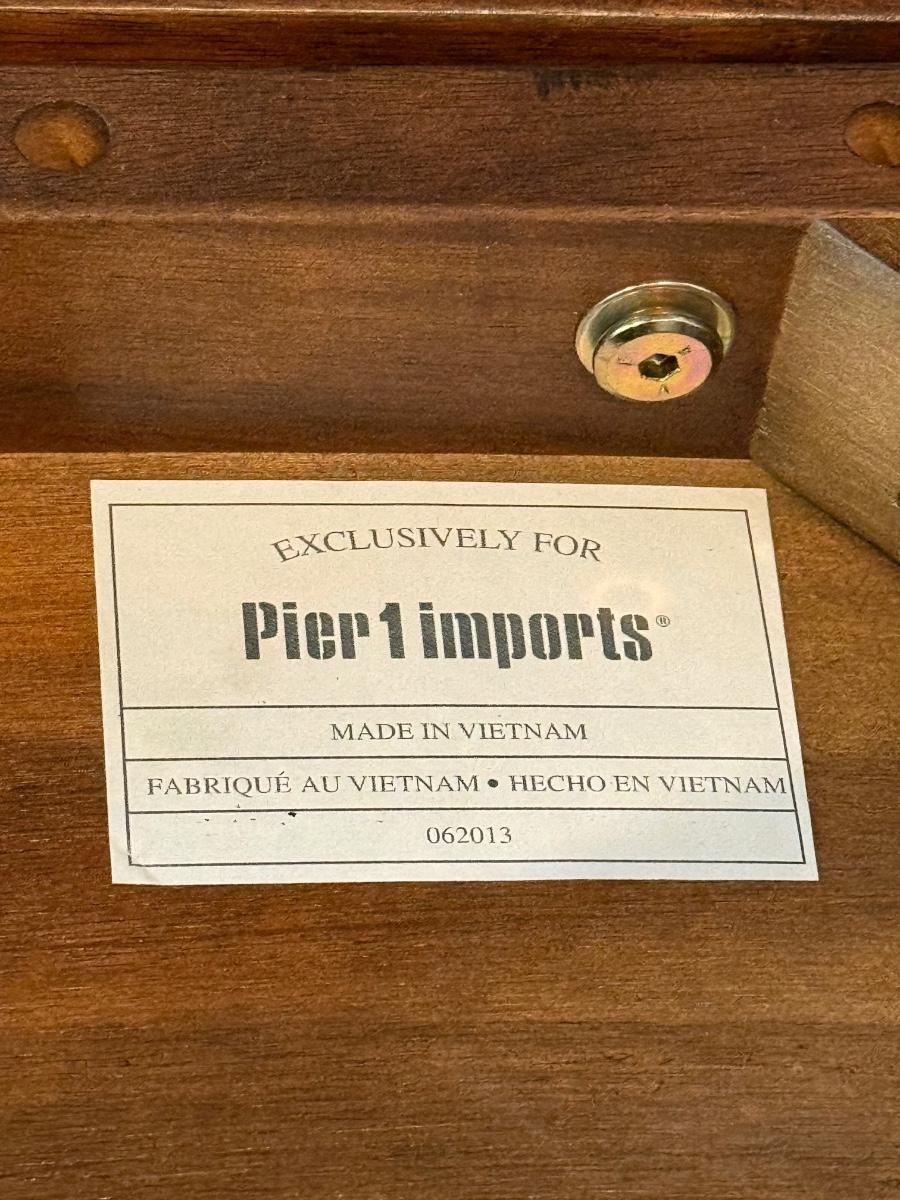 EXCLUSIVELY FOR
Pier 1 imports®
MADE IN VIETNAM
FABRIQUÉ AU VIETNAM • HECHO EN VIETNAM
062013